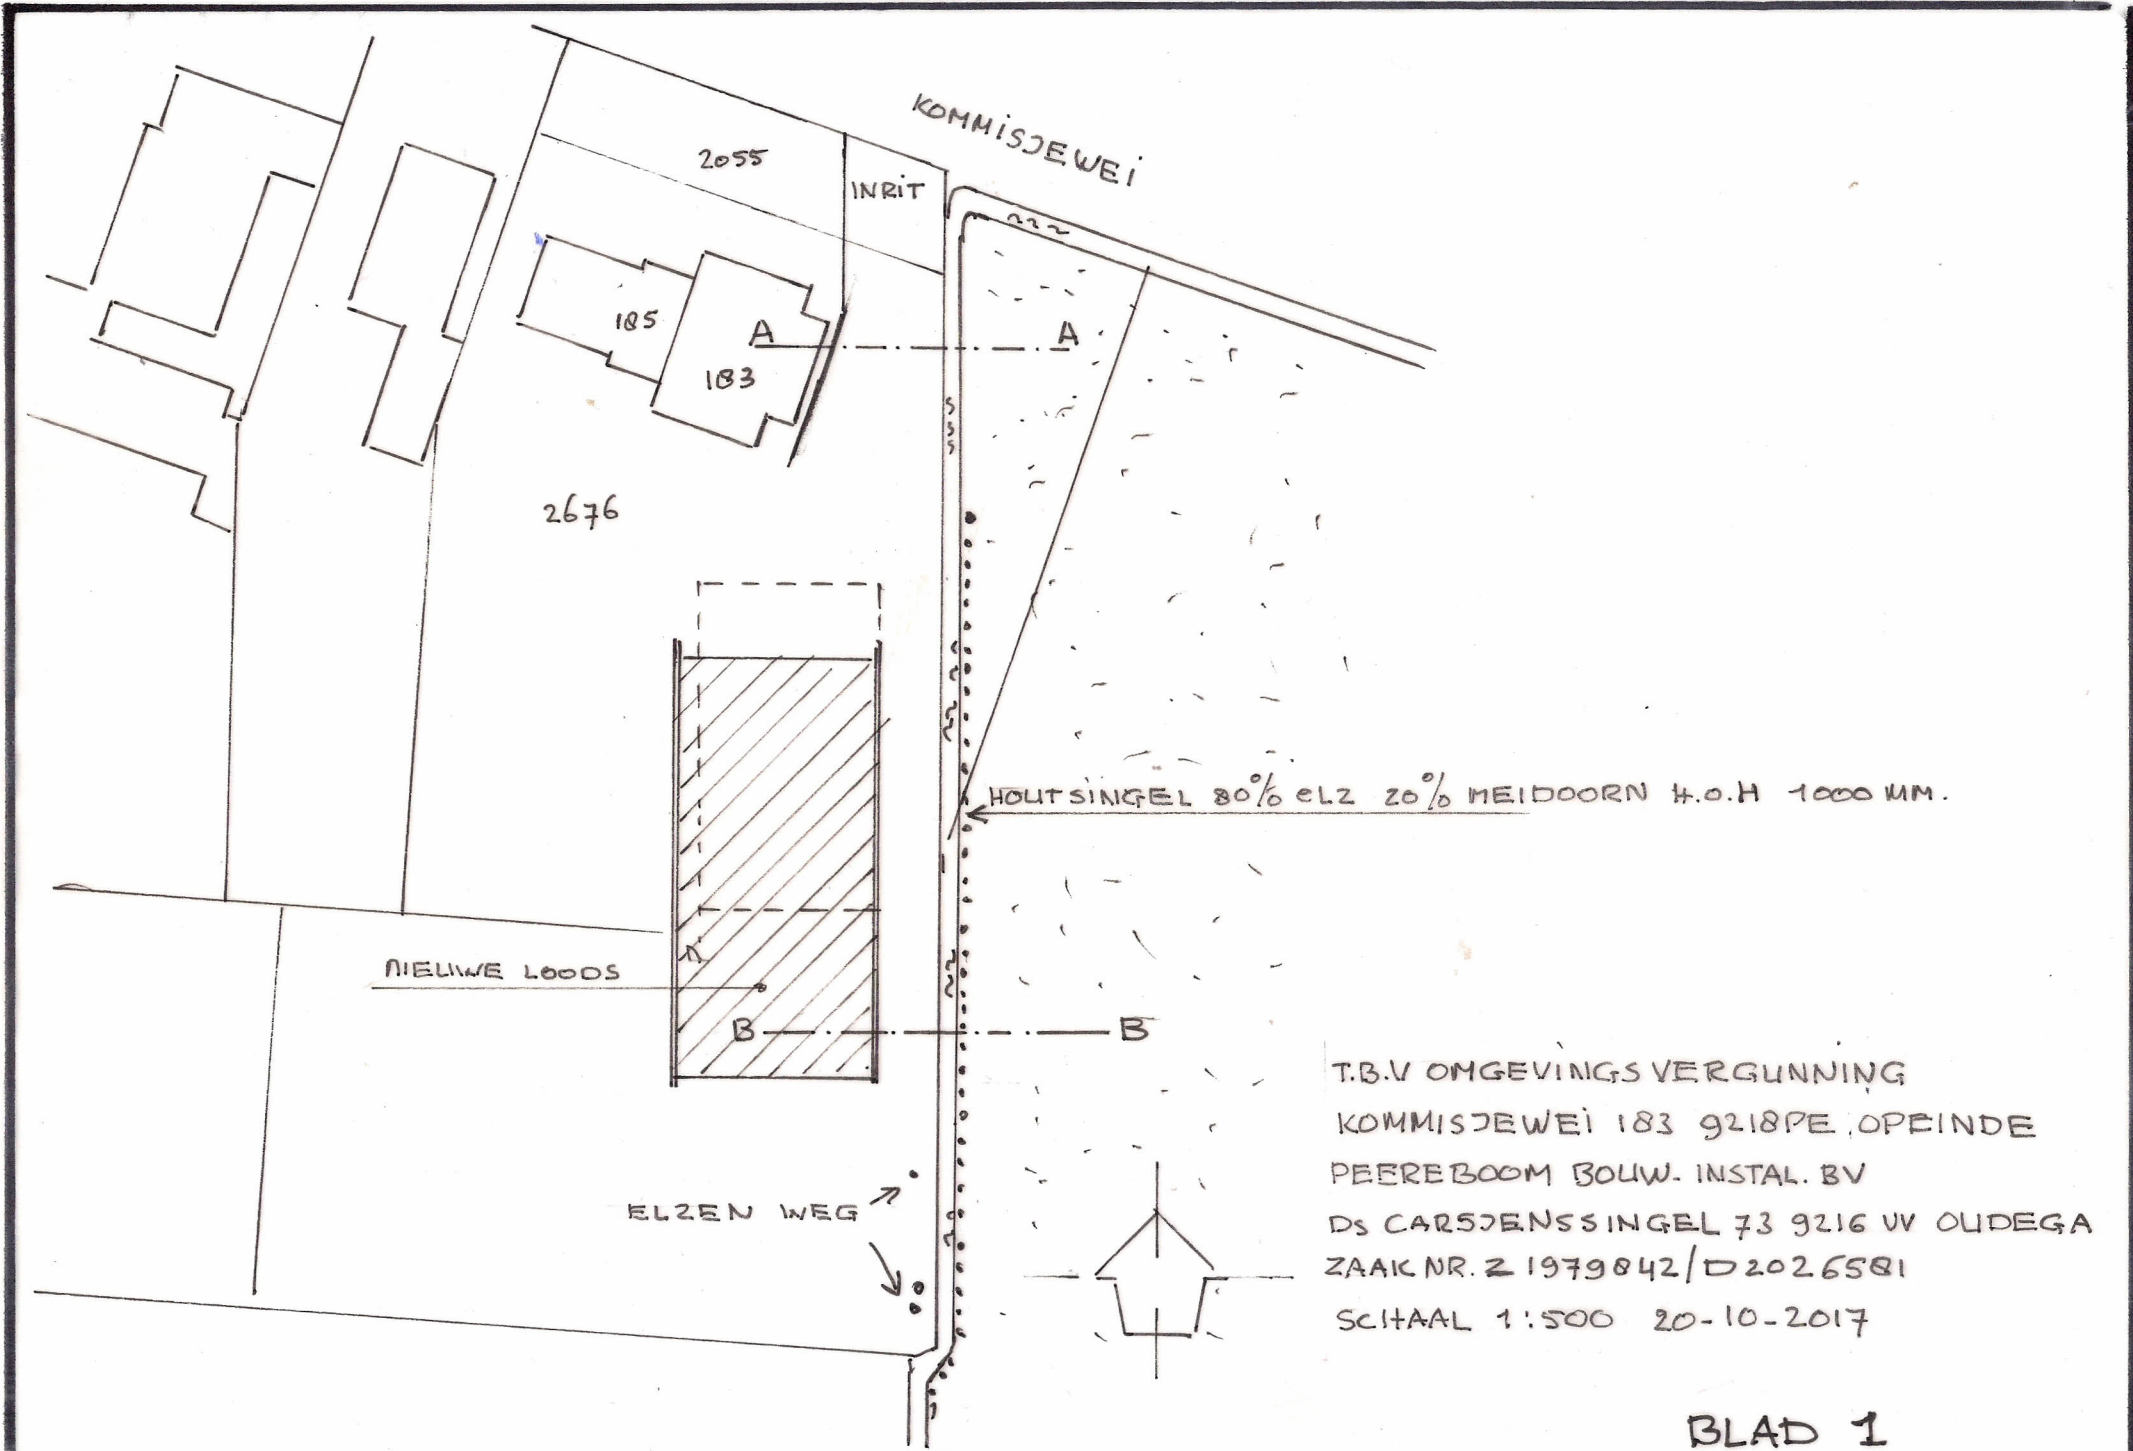 KOMMISJEWEI
2055
INRIT
185
A A
183
2676
HOUTSINGEL 80% ELZ 20% MEIDOORN H.O.H 1000 MM.
NIEUWE LOODS
B B
ELZEN WEG
T.B.V OMGEVINGSVERGUNNING
KOMMISJEWEI 183 9218PE OPEINDE
PEEREBOOM BOUW. INSTAL. BV
DS CARSJENSSINGEL 73 9216 VV OUDEGA
ZAAK NR. Z 1979842/D2026581
SCHAAL 1:500 20-10-2017
BLAD 1